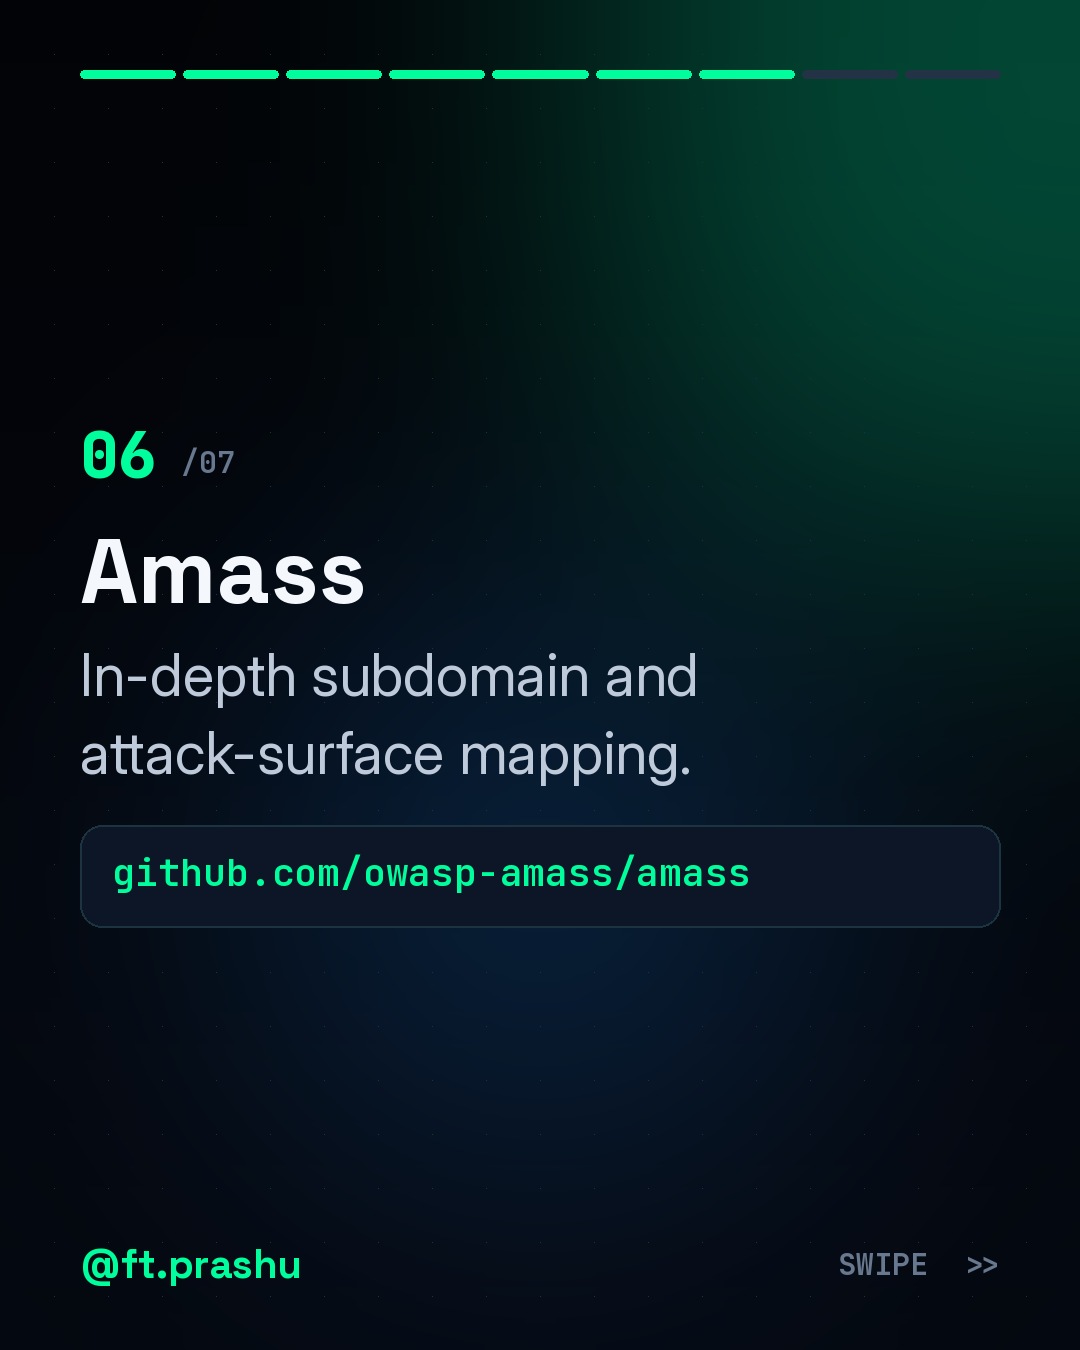 06 /07
Amass
In-depth subdomain and
attack-surface mapping.
github.com/owasp-amass/amass
@ft.prashu
SWIPE >>